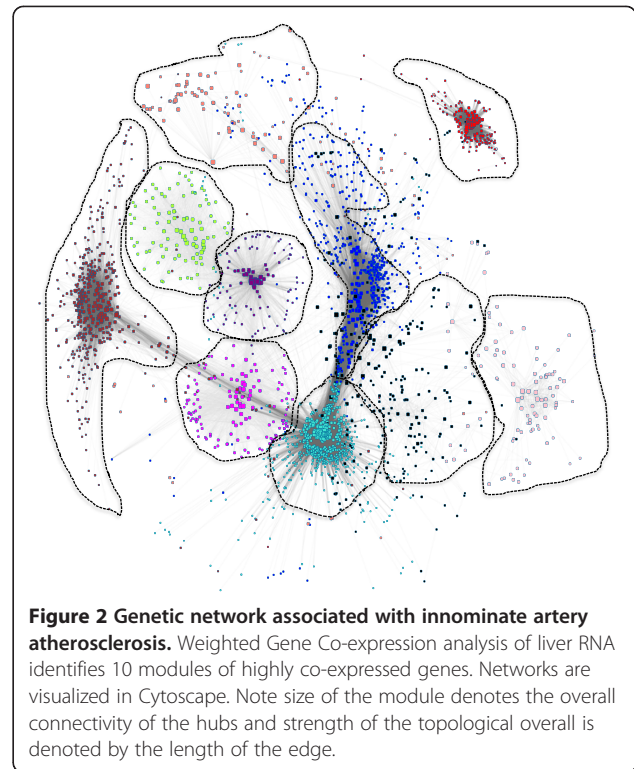 Figure 2 Genetic network associated with innominate artery
atherosclerosis. Weighted Gene Co-expression analysis of liver RNA
identifies 10 modules of highly co-expressed genes. Networks are
visualized in Cytoscape. Note size of the module denotes the overall
connectivity of the hubs and strength of the topological overall is
denoted by the length of the edge.